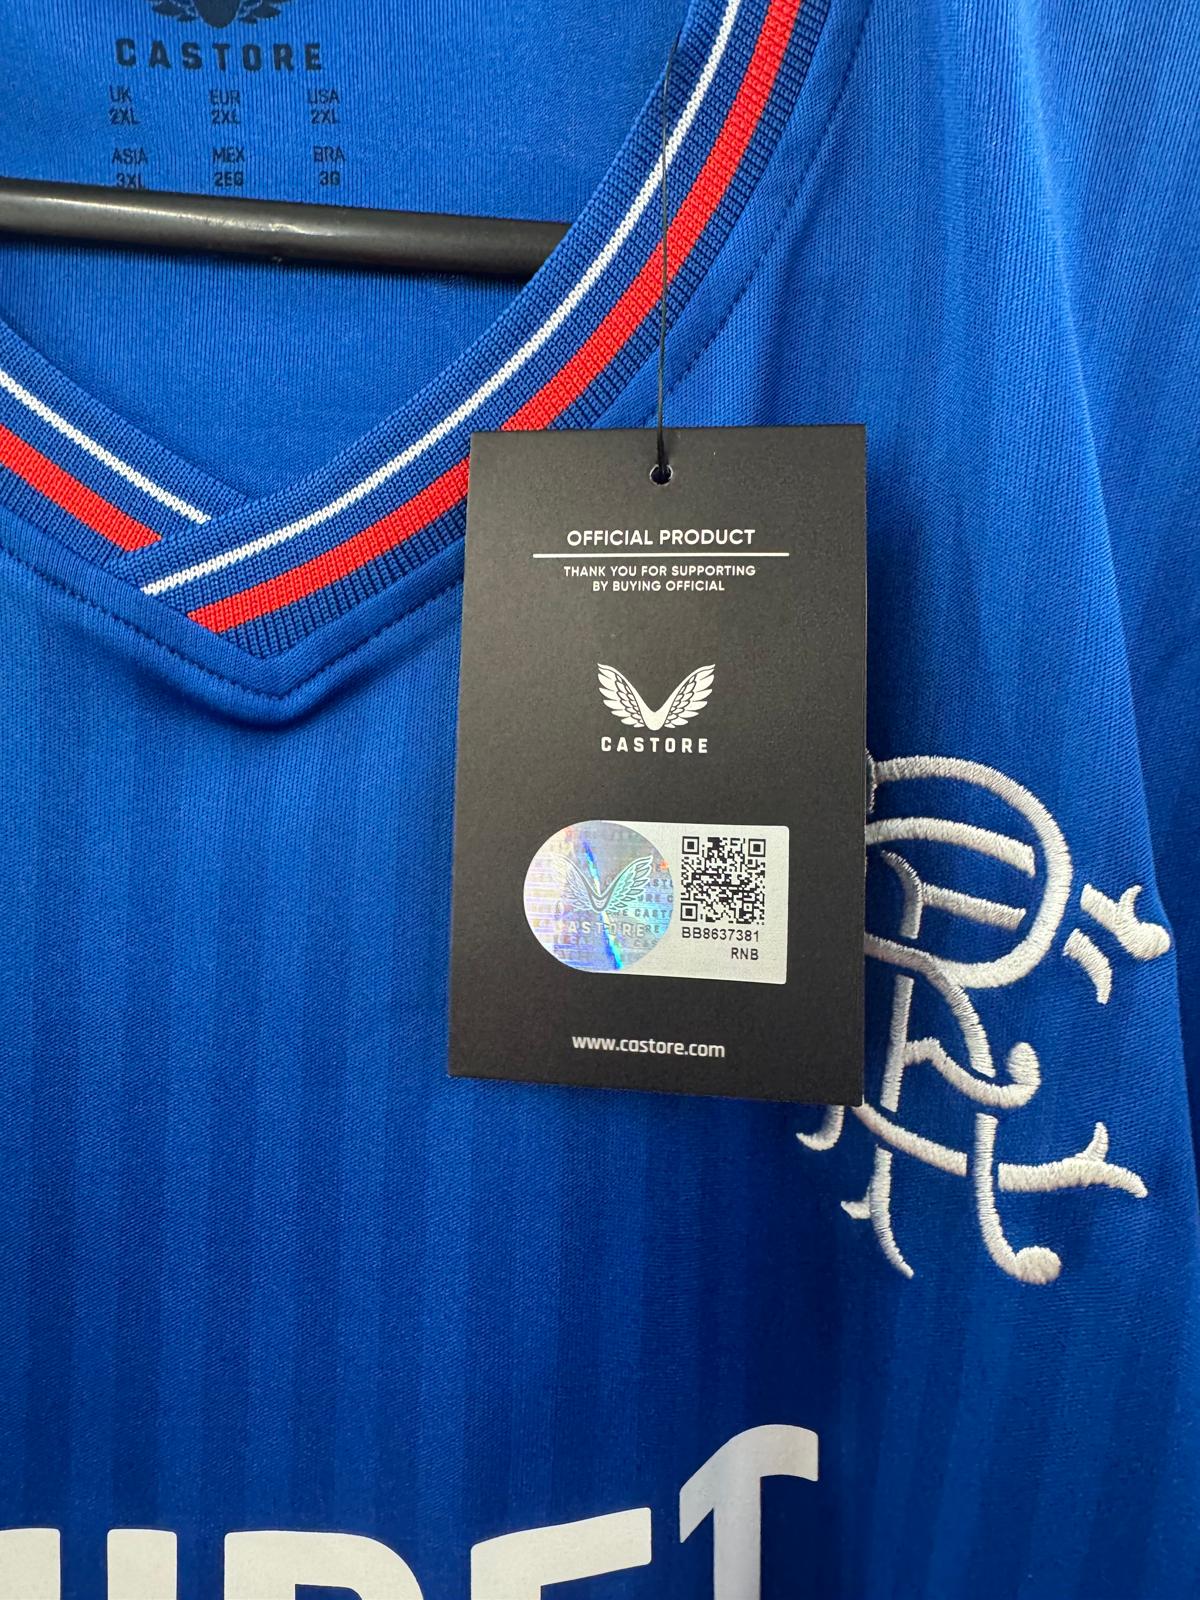 CASTORE
UK EUR USA
2XL 2XL 2XL
ASIA MEX BRA
3XL 2EG 3G
OFFICIAL PRODUCT
THANK YOU FOR SUPPORTING
BY BUYING OFFICIAL
CASTORE
CASTORE
BB8637381
RNB
www.castore.com